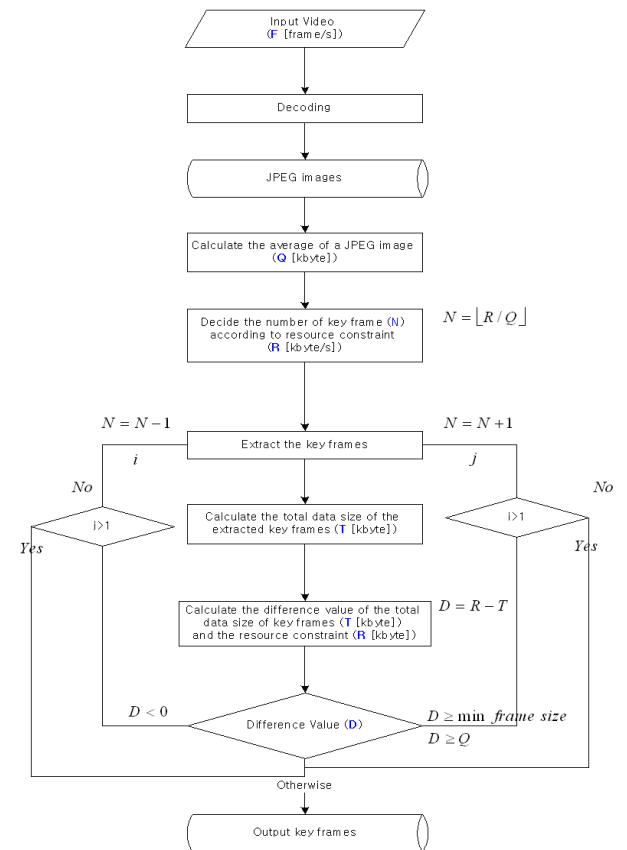 Input Video
(F [frame/s])
Decoding
JPEG images
Calculate the average of a JPEG image
(Q [kbyte])
Decide the number of key frame (N)
according to resource constraint
(R [kbyte/s])
N = ⌊R / Q⌋
N = N − 1
N = N + 1
Extract the key frames
i
j
No
No
j>1
i>1
Yes
Yes
Calculate the total data size of the
extracted key frames (T [kbyte])
Calculate the difference value of the total
data size of key frames (T [kbyte])
and the resource constraint (R [kbyte])
D = R − T
D < 0
Difference Value (D)
D ≥ min frame size
D ≥ Q
Otherwise
Output key frames